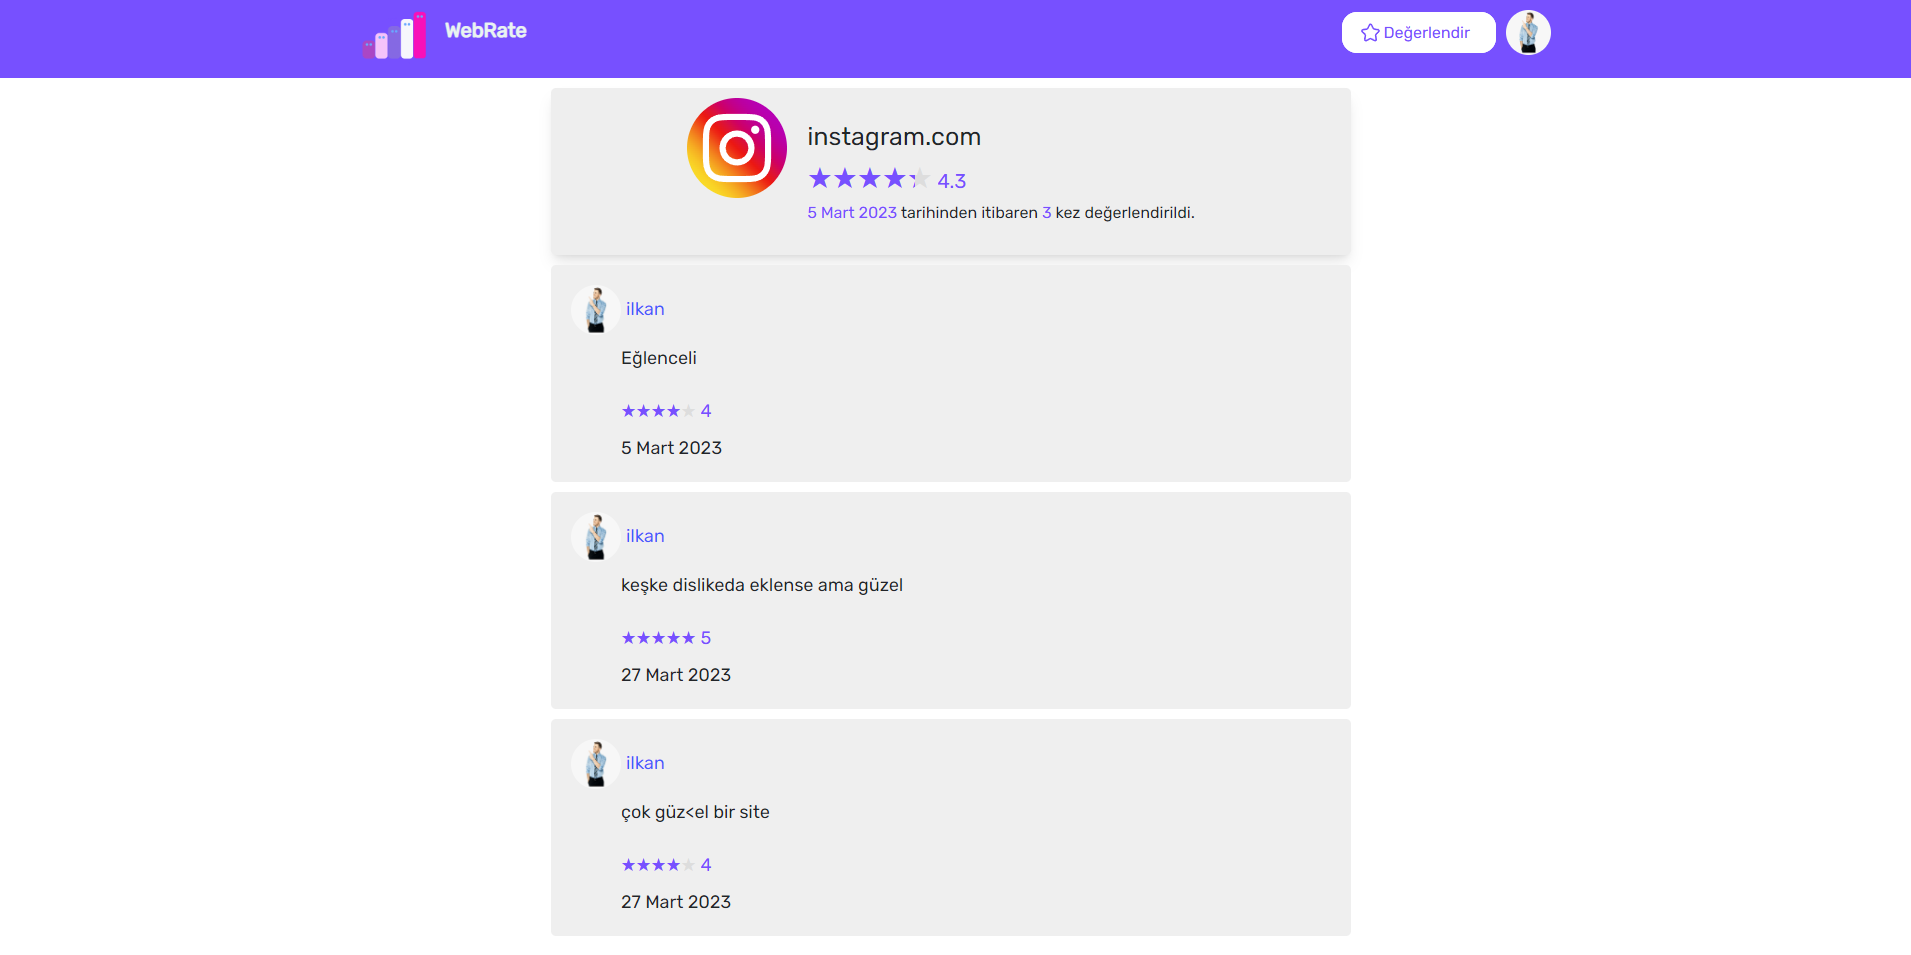 WebRate
Değerlendir
instagram.com
4.3
5 Mart 2023 tarihinden itibaren 3 kez değerlendirildi.
ilkan
Eğlenceli
4
5 Mart 2023
ilkan
keşke dislikeda eklense ama güzel
5
27 Mart 2023
ilkan
çok güz<el bir site
4
27 Mart 2023